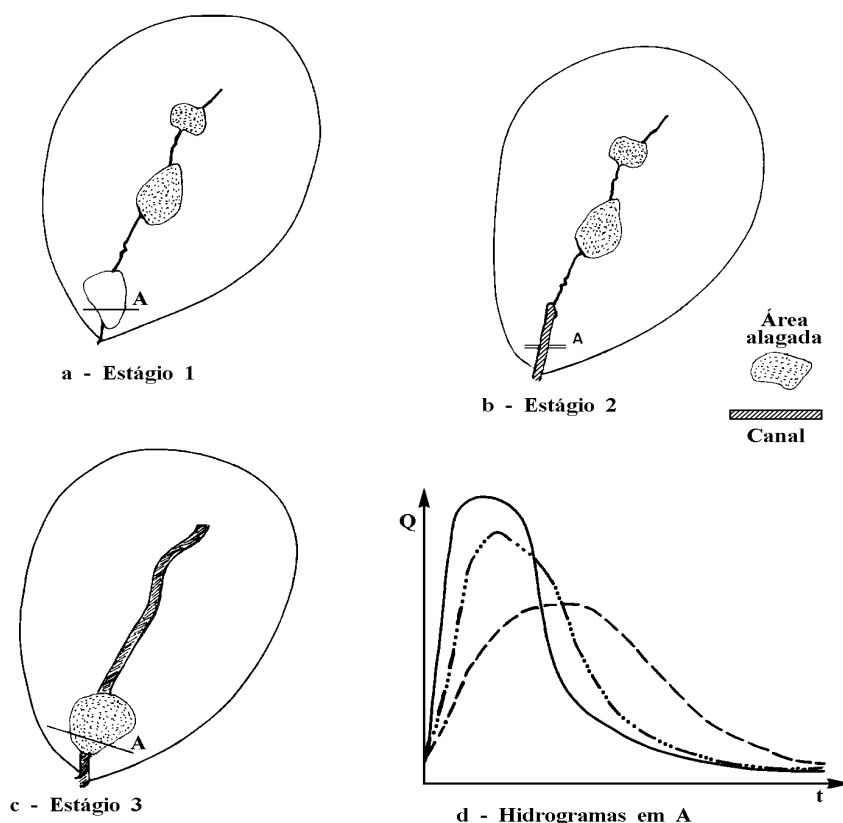 A
a - Estágio 1
A
b - Estágio 2
Área
alagada
Canal
A
c - Estágio 3
Q
t
d - Hidrogramas em A